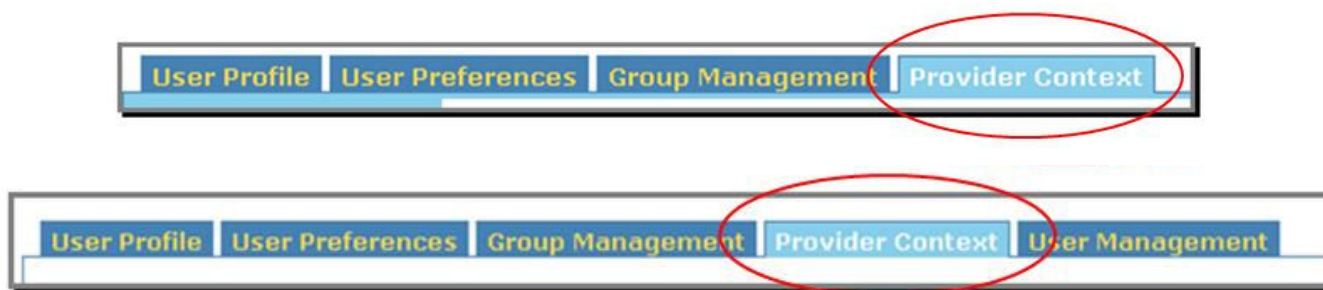 User Profile User Preferences Group Management Provider Context
User Profile User Preferences Group Management Provider Context User Management